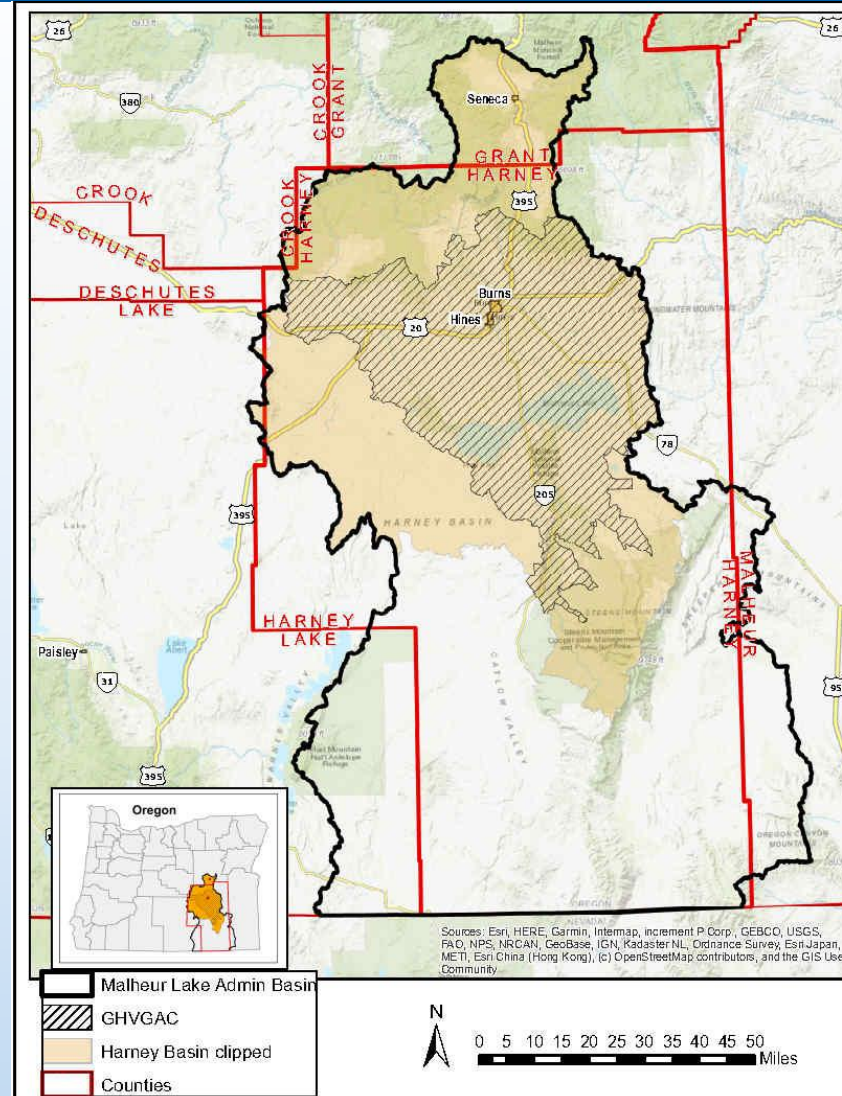 26
26
380
Seneca
CROOK
GRANT
GRANT
HARNEY
395
CROOK
HARNEY
CROOK
DESCHUTES
DESCHUTES
LAKE
Burns
Hines
20
78
395
205
HARNEY BASIN
MALHEUR
HARNEY
HARNEY
LAKE
Paisley
31
95
CATLOW VALLEY
395
Oregon
OREGON
NEVADA
Sources: Esri, HERE, Garmin, Intermap, increment P Corp., GEBCO, USGS,
FAO, NPS, NRCAN, GeoBase, IGN, Kadaster NL, Ordnance Survey, Esri Japan,
METI, Esri China (Hong Kong), (c) OpenStreetMap contributors, and the GIS Use
Community
Malheur Lake Admin Basin
GHVGAC
Harney Basin clipped
Counties
N
0 5 10 15 20 25 30 35 40 45 50
Miles